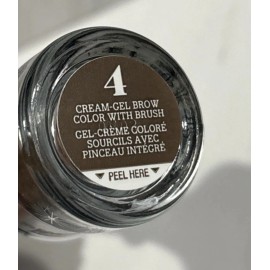 4
CREAM-GEL BROW
COLOR WITH BRUSH
GEL-CRÈME COLORÉ
SOURCILS AVEC
PINCEAU INTÉGRÉ
▼ PEEL HERE ▼